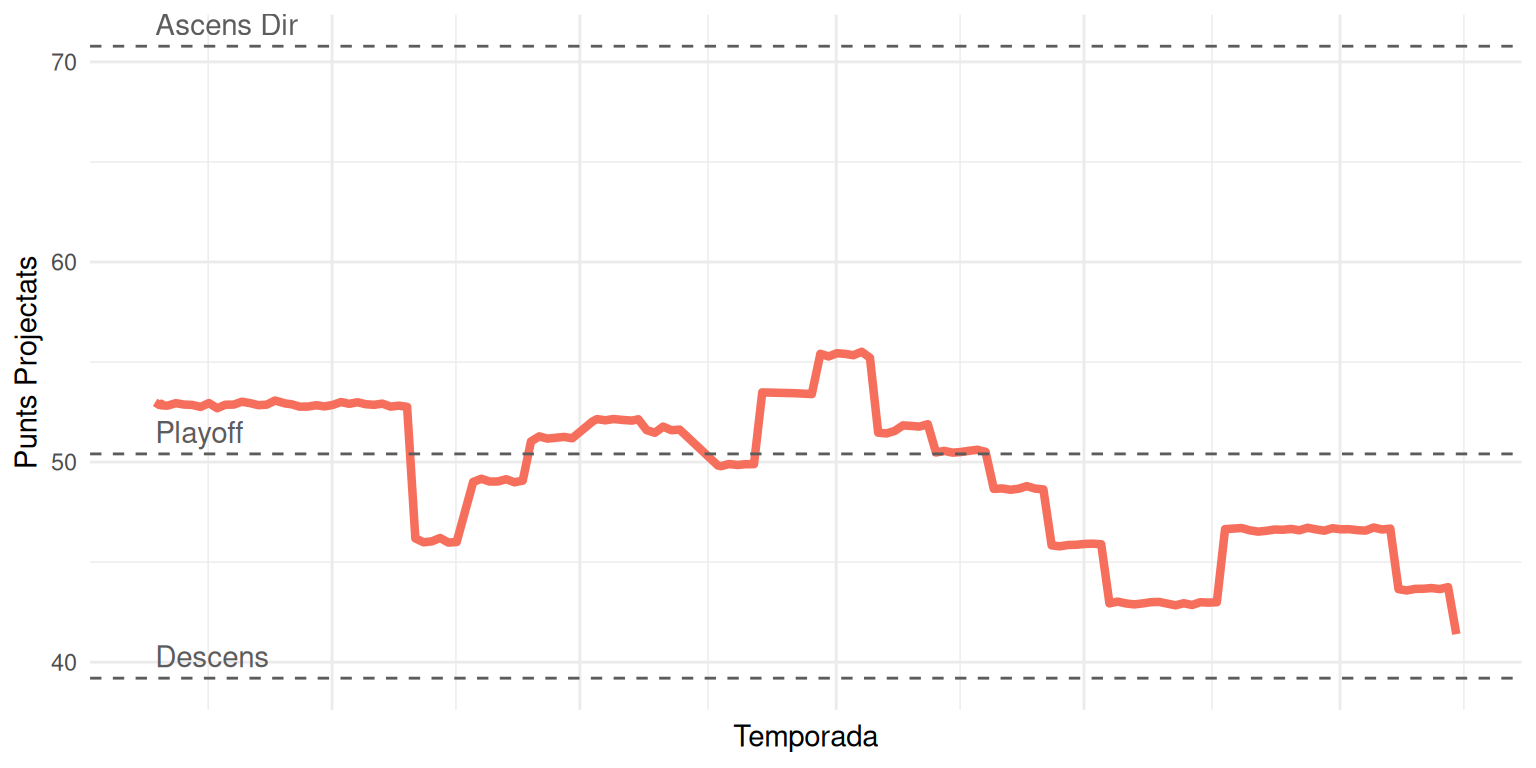 Ascens Dir
70
60
Punts Projectats
Playoff
50
Descens
40
Temporada